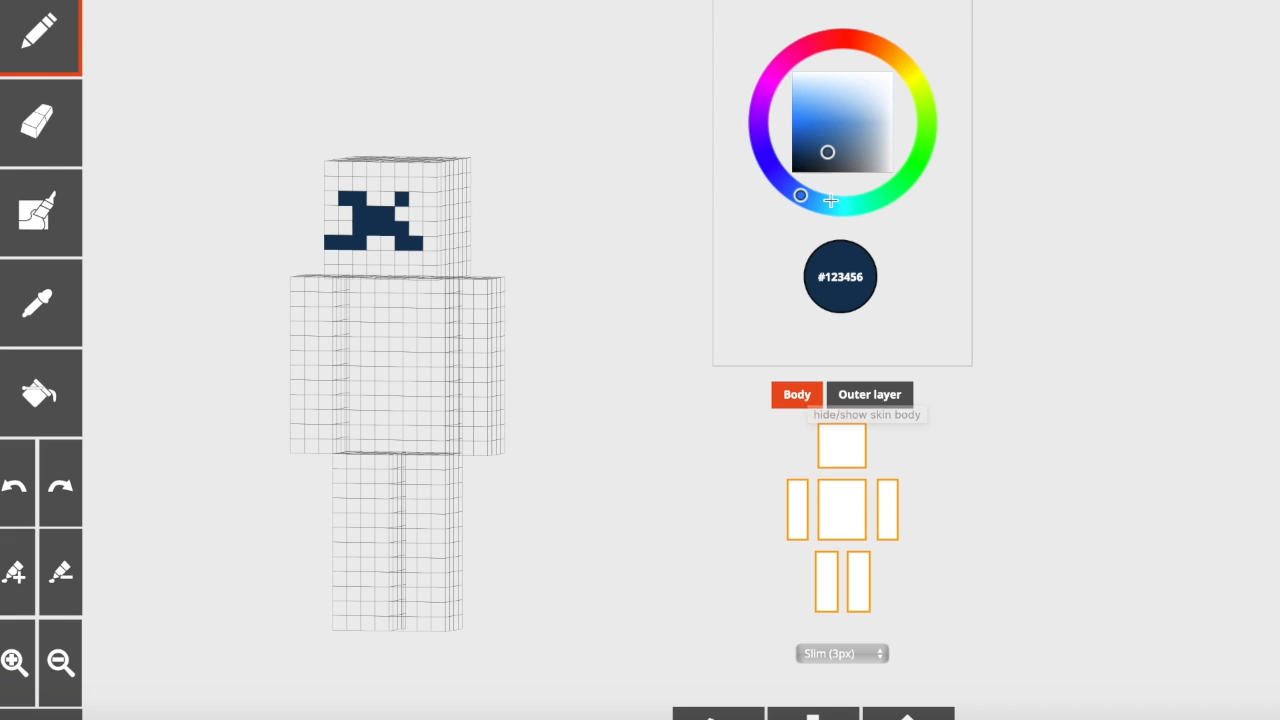 #123456
Body
Outer layer
hide/show skin body
Slim (3px)